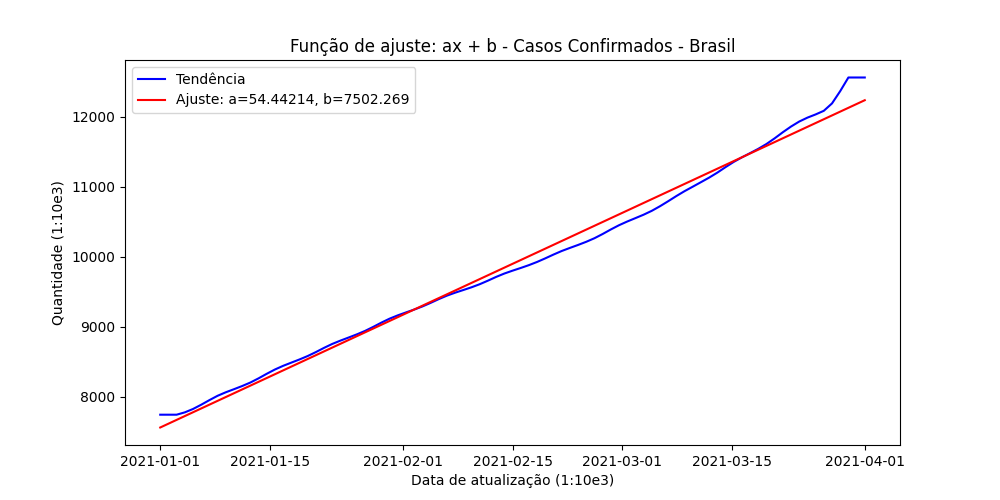 Função de ajuste: ax + b - Casos Confirmados - Brasil
Tendência
Ajuste: a=54.44214, b=7502.269
Quantidade (1:10e3)
12000
11000
10000
9000
8000
2021-01-01 2021-01-15 2021-02-01 2021-02-15 2021-03-01 2021-03-15 2021-04-01
Data de atualização (1:10e3)